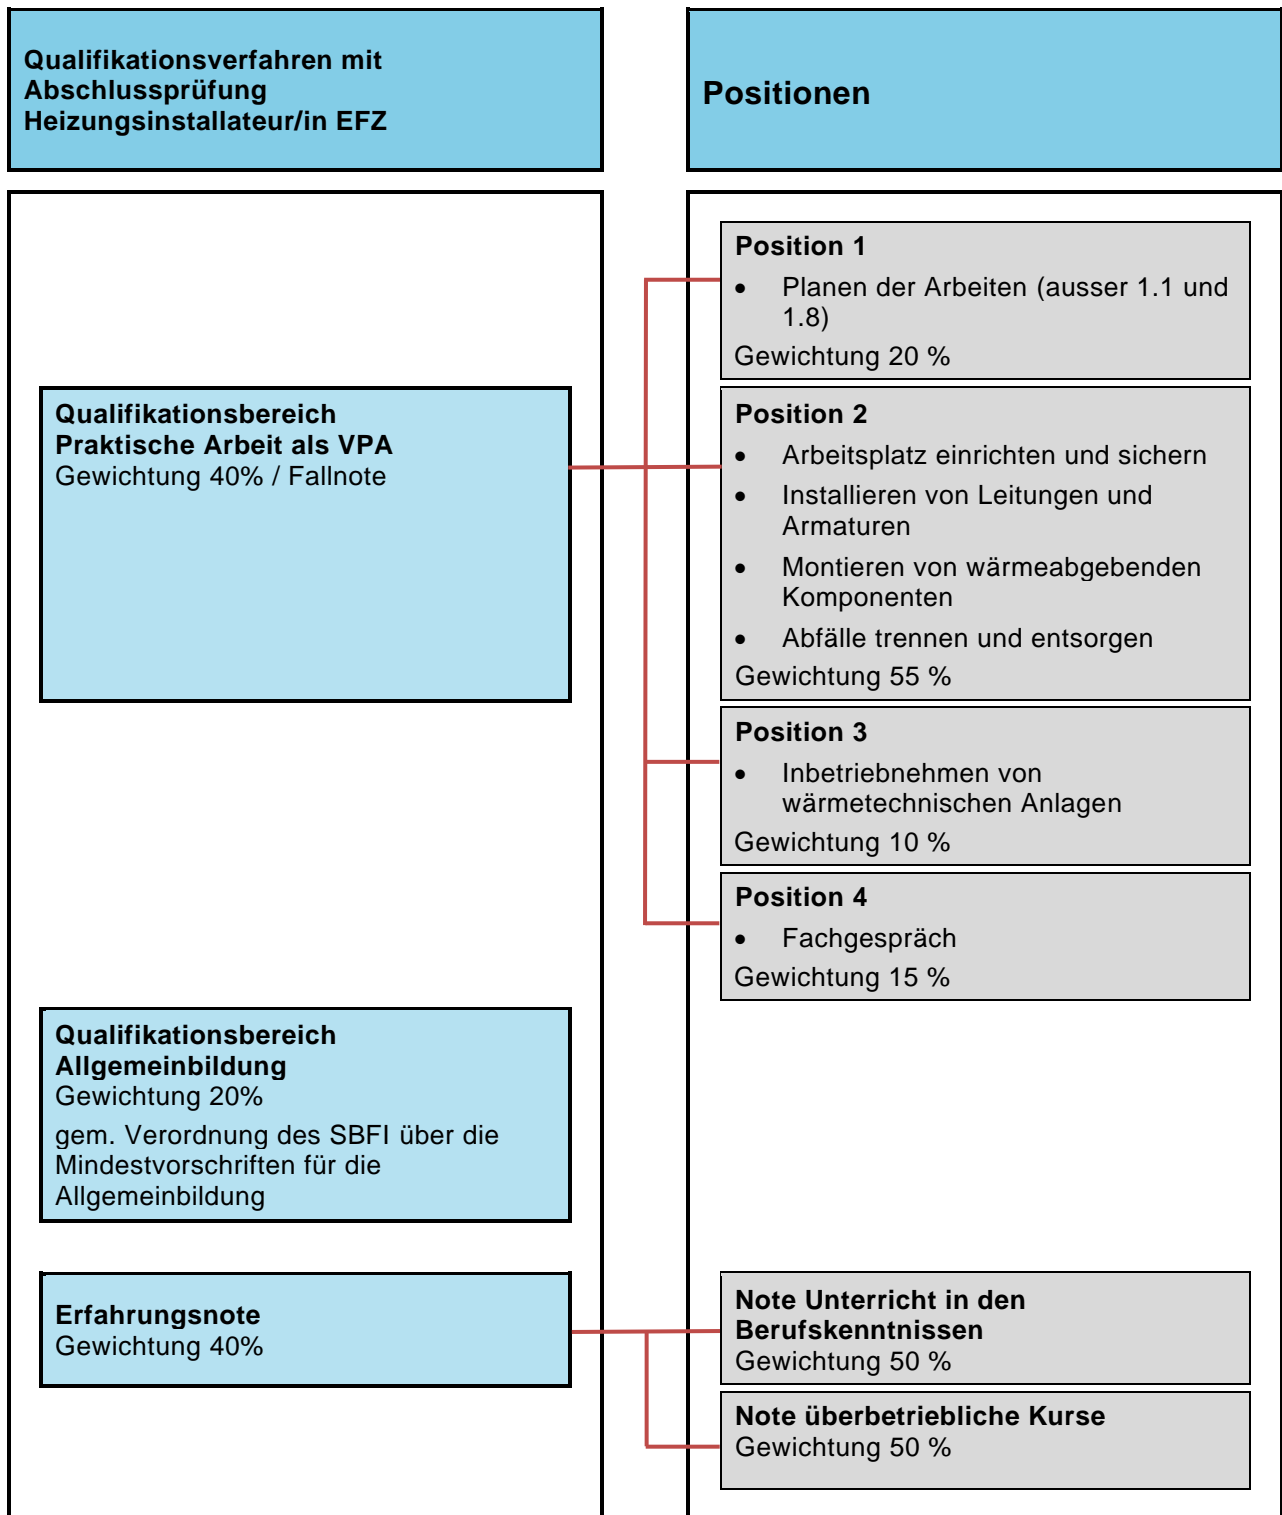 Qualifikationsverfahren mit
Abschlussprüfung
Heizungsinstallateur/in EFZ
Positionen
Position 1
• Planen der Arbeiten (ausser 1.1 und
1.8)
Gewichtung 20 %
Qualifikationsbereich
Praktische Arbeit als VPA
Gewichtung 40% / Fallnote
Position 2
• Arbeitsplatz einrichten und sichern
• Installieren von Leitungen und
Armaturen
• Montieren von wärmeabgebenden
Komponenten
• Abfälle trennen und entsorgen
Gewichtung 55 %
Position 3
• Inbetriebnehmen von
wärmetechnischen Anlagen
Gewichtung 10 %
Position 4
• Fachgespräch
Gewichtung 15 %
Qualifikationsbereich
Allgemeinbildung
Gewichtung 20%
gem. Verordnung des SBFI über die
Mindestvorschriften für die
Allgemeinbildung
Erfahrungsnote
Gewichtung 40%
Note Unterricht in den
Berufskenntnissen
Gewichtung 50 %
Note überbetriebliche Kurse
Gewichtung 50 %